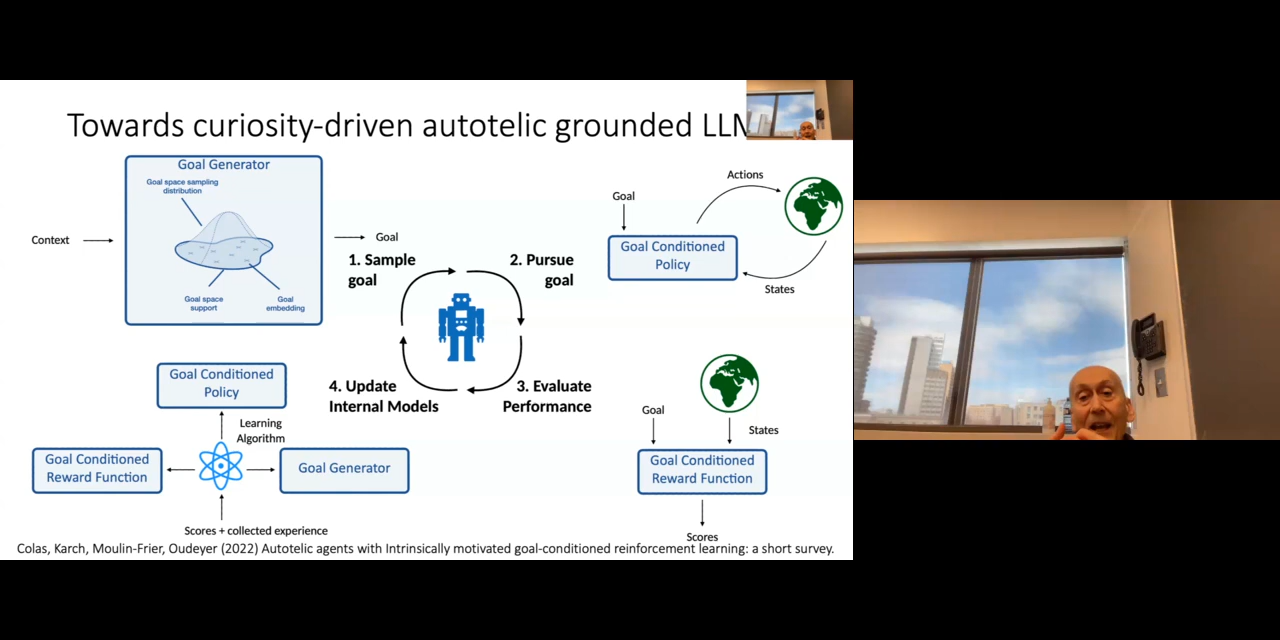 Towards curiosity-driven autotelic grounded
Goal Generator
Goal space sampling
distribution
Context
Goal
Goal space
support
Goal
embedding
1. Sample
goal
2. Pursue
goal
3. Evaluate
Performance
4. Update
Internal Models
Goal
Actions
Goal Conditioned
Policy
States
Goal Conditioned
Policy
Learning
Algorithm
Goal Conditioned
Reward Function
Goal Generator
Scores + collected experience
Goal
States
Goal Conditioned
Reward Function
Scores
Colas, Karch, Moulin-Frier, Oudeyer (2022) Autotelic agents with Intrinsically motivated goal-conditioned reinforcement learning: a short survey.